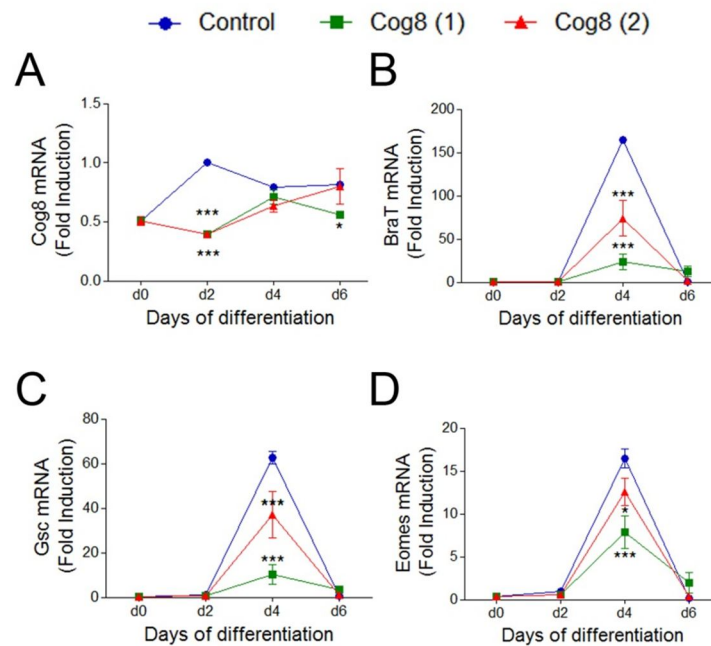 Control Cog8 (1) Cog8 (2)
A
Cog8 mRNA
(Fold Induction)
1.5
1.0
0.5
0.0
***
***
*
d0 d2 d4 d6
Days of differentiation
B
BraT mRNA
(Fold Induction)
200
150
100
50
0
***
***
d0 d2 d4 d6
Days of differentiation
C
Gsc mRNA
(Fold Induction)
80
60
40
20
0
***
***
d0 d2 d4 d6
Days of differentiation
D
Eomes mRNA
(Fold Induction)
20
15
10
5
0
*
***
d0 d2 d4 d6
Days of differentiation